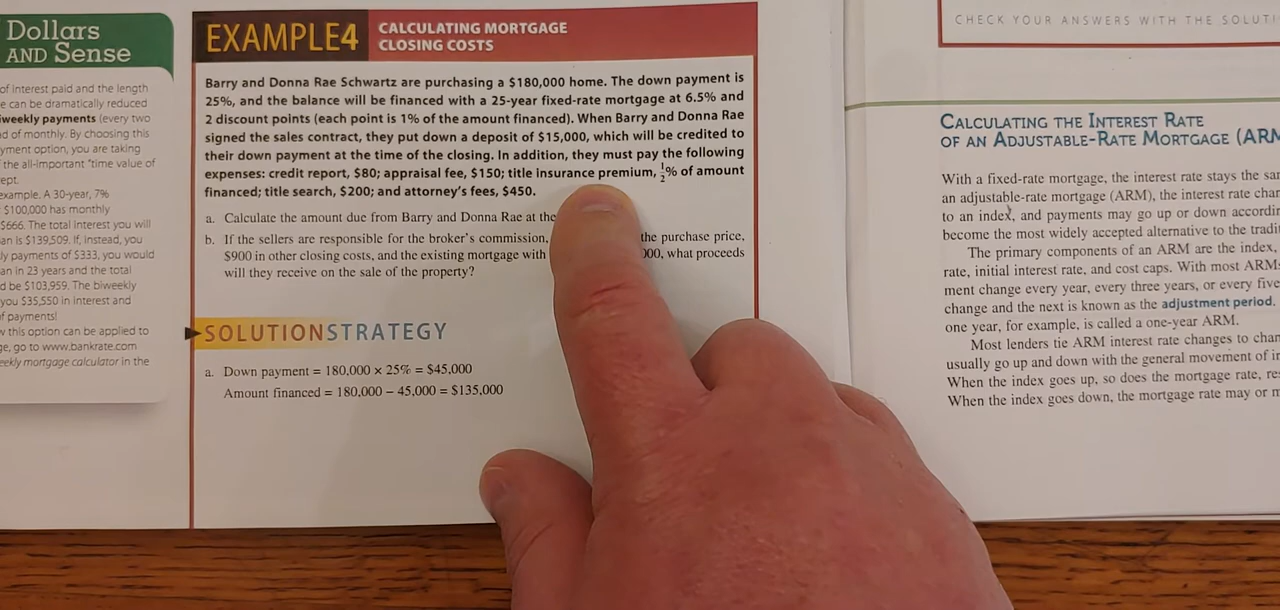 Dollars
AND Sense
of interest paid and the length
e can be dramatically reduced
iweekly payments (every two
ad of monthly. By choosing this
yment option, you are taking
the all-important "time value of
ept.
example. A 30-year, 7%
$100,000 has monthly
$666. The total interest you will
an is $139,509. If, instead, you
ly payments of $333, you would
an in 23 years and the total
d be $103,959. The biweekly
you $35,550 in interest and
of payments!
w this option can be applied to
ge, go to www.bankrate.com
eekly mortgage calculator in the
EXAMPLE4 CALCULATING MORTGAGE
CLOSING COSTS
Barry and Donna Rae Schwartz are purchasing a $180,000 home. The down payment is
25%, and the balance will be financed with a 25-year fixed-rate mortgage at 6.5% and
2 discount points (each point is 1% of the amount financed). When Barry and Donna Rae
signed the sales contract, they put down a deposit of $15,000, which will be credited to
their down payment at the time of the closing. In addition, they must pay the following
expenses: credit report, $80; appraisal fee, $150; title insurance premium, ½% of amount
financed; title search, $200; and attorney's fees, $450.
a. Calculate the amount due from Barry and Donna Rae at the
b. If the sellers are responsible for the broker's commission, the purchase price,
$900 in other closing costs, and the existing mortgage with 000, what proceeds
will they receive on the sale of the property?
SOLUTIONSTRATEGY
a. Down payment = 180,000 × 25% = $45,000
Amount financed = 180,000 − 45,000 = $135,000
CHECK YOUR ANSWERS WITH THE SOLUTI
CALCULATING THE INTEREST RATE
OF AN ADJUSTABLE-RATE MORTGAGE (ARM
With a fixed-rate mortgage, the interest rate stays the sam
an adjustable-rate mortgage (ARM), the interest rate chan
to an index, and payments may go up or down accordin
become the most widely accepted alternative to the tradit
The primary components of an ARM are the index,
rate, initial interest rate, and cost caps. With most ARMs
ment change every year, every three years, or every five
change and the next is known as the adjustment period.
one year, for example, is called a one-year ARM.
Most lenders tie ARM interest rate changes to chan
usually go up and down with the general movement of in
When the index goes up, so does the mortgage rate, res
When the index goes down, the mortgage rate may or m